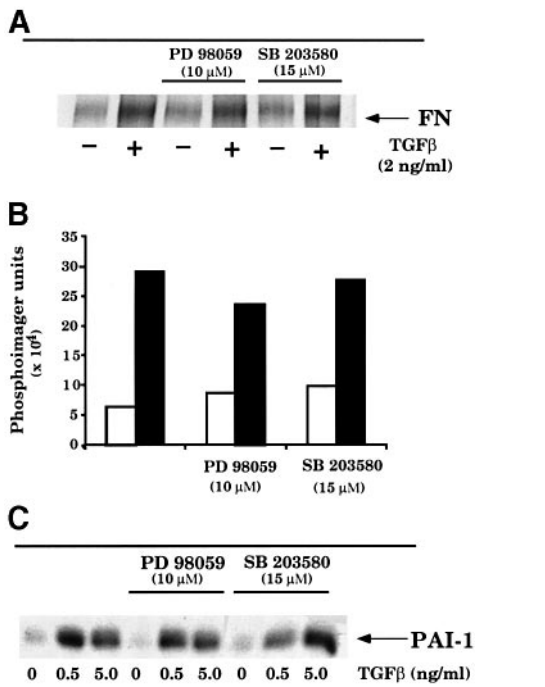 A
PD 98059 SB 203580
(10 μM) (15 μM)
FN
− + − + − + TGFβ
(2 ng/ml)
B
Phosphoimager units
(x 10⁴)
35
30
25
20
15
10
5
0
PD 98059 SB 203580
(10 μM) (15 μM)
C
PD 98059 SB 203580
(10 μM) (15 μM)
PAI-1
0 0.5 5.0 0 0.5 5.0 0 0.5 5.0 TGFβ (ng/ml)